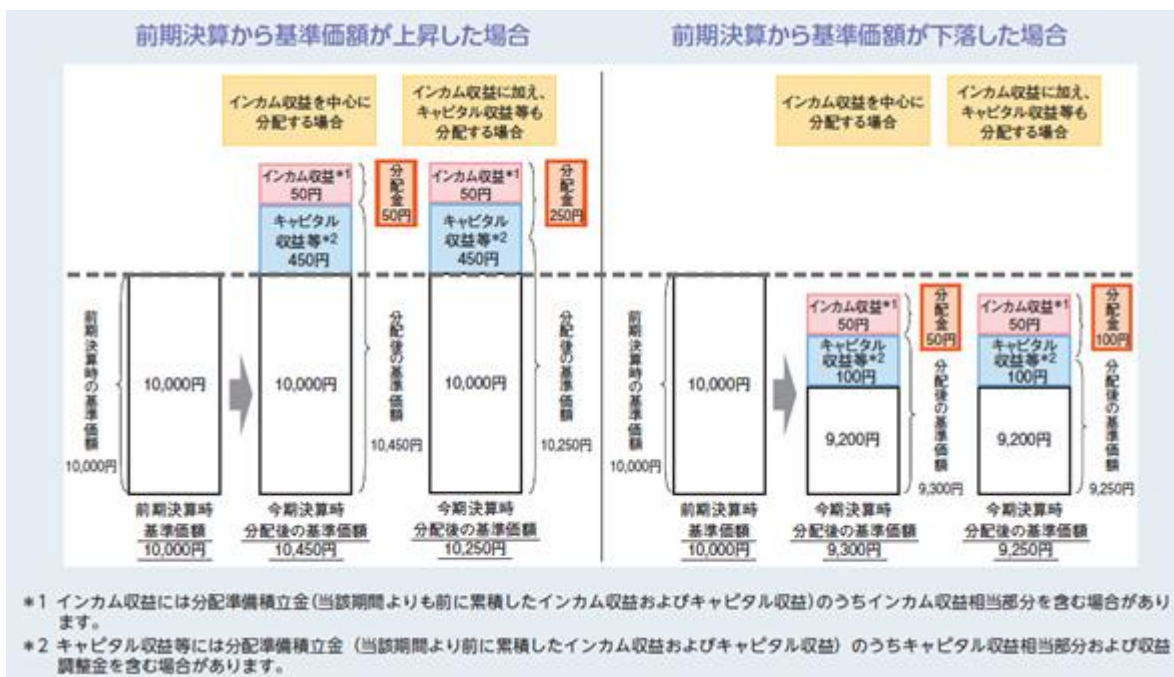 前期決算から基準価額が上昇した場合
インカム収益を中心に
分配する場合
インカム収益に加え、
キャピタル収益等も
分配する場合
インカム収益*1
50円
キャピタル
収益等*2
450円
分配金
50円
インカム収益*1
50円
キャピタル
収益等*2
450円
分配金
250円
前期決算時の基準価額
10,000円
10,000円
10,000円
分配後の基準価額
10,450円
10,000円
分配後の基準価額
10,250円
前期決算時
基準価額
10,000円
今期決算時
分配後の基準価額
10,450円
今期決算時
分配後の基準価額
10,250円
前期決算から基準価額が下落した場合
インカム収益を中心に
分配する場合
インカム収益に加え、
キャピタル収益等も
分配する場合
前期決算時の基準価額
10,000円
10,000円
インカム収益*1
50円
キャピタル
収益等*2
100円
9,200円
分配金
50円
分配後の基準価額
9,300円
インカム収益*1
50円
キャピタル
収益等*2
100円
9,200円
分配金
100円
分配後の基準価額
9,250円
前期決算時
基準価額
10,000円
今期決算時
分配後の基準価額
9,300円
今期決算時
分配後の基準価額
9,250円
*1 インカム収益には分配準備積立金(当該期間よりも前に累積したインカム収益およびキャピタル収益)のうちインカム収益相当部分を含む場合があり
ます。
*2 キャピタル収益等には分配準備積立金（当該期間より前に累積したインカム収益およびキャピタル収益）のうちキャピタル収益相当部分および収益
調整金を含む場合があります。